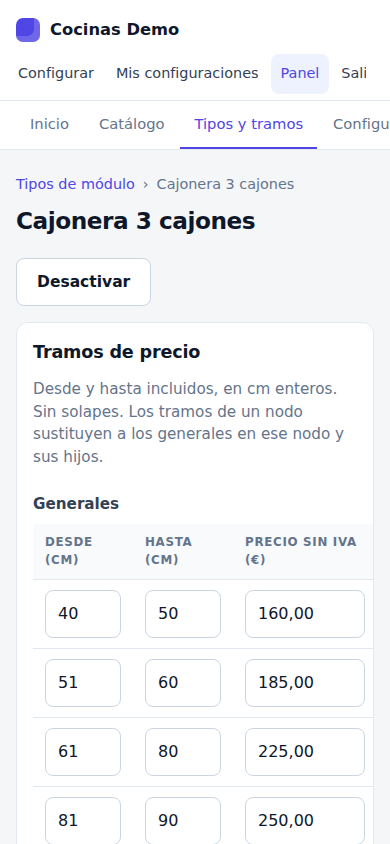 Cocinas Demo
Configurar Mis configuraciones Panel Sali
Inicio Catálogo Tipos y tramos Configu
Tipos de módulo › Cajonera 3 cajones
Cajonera 3 cajones
Desactivar
Tramos de precio
Desde y hasta incluidos, en cm enteros.
Sin solapes. Los tramos de un nodo
sustituyen a los generales en ese nodo y
sus hijos.
Generales
DESDE (CM) HASTA (CM) PRECIO SIN IVA (€)
40 50 160,00
51 60 185,00
61 80 225,00
81 90 250,00